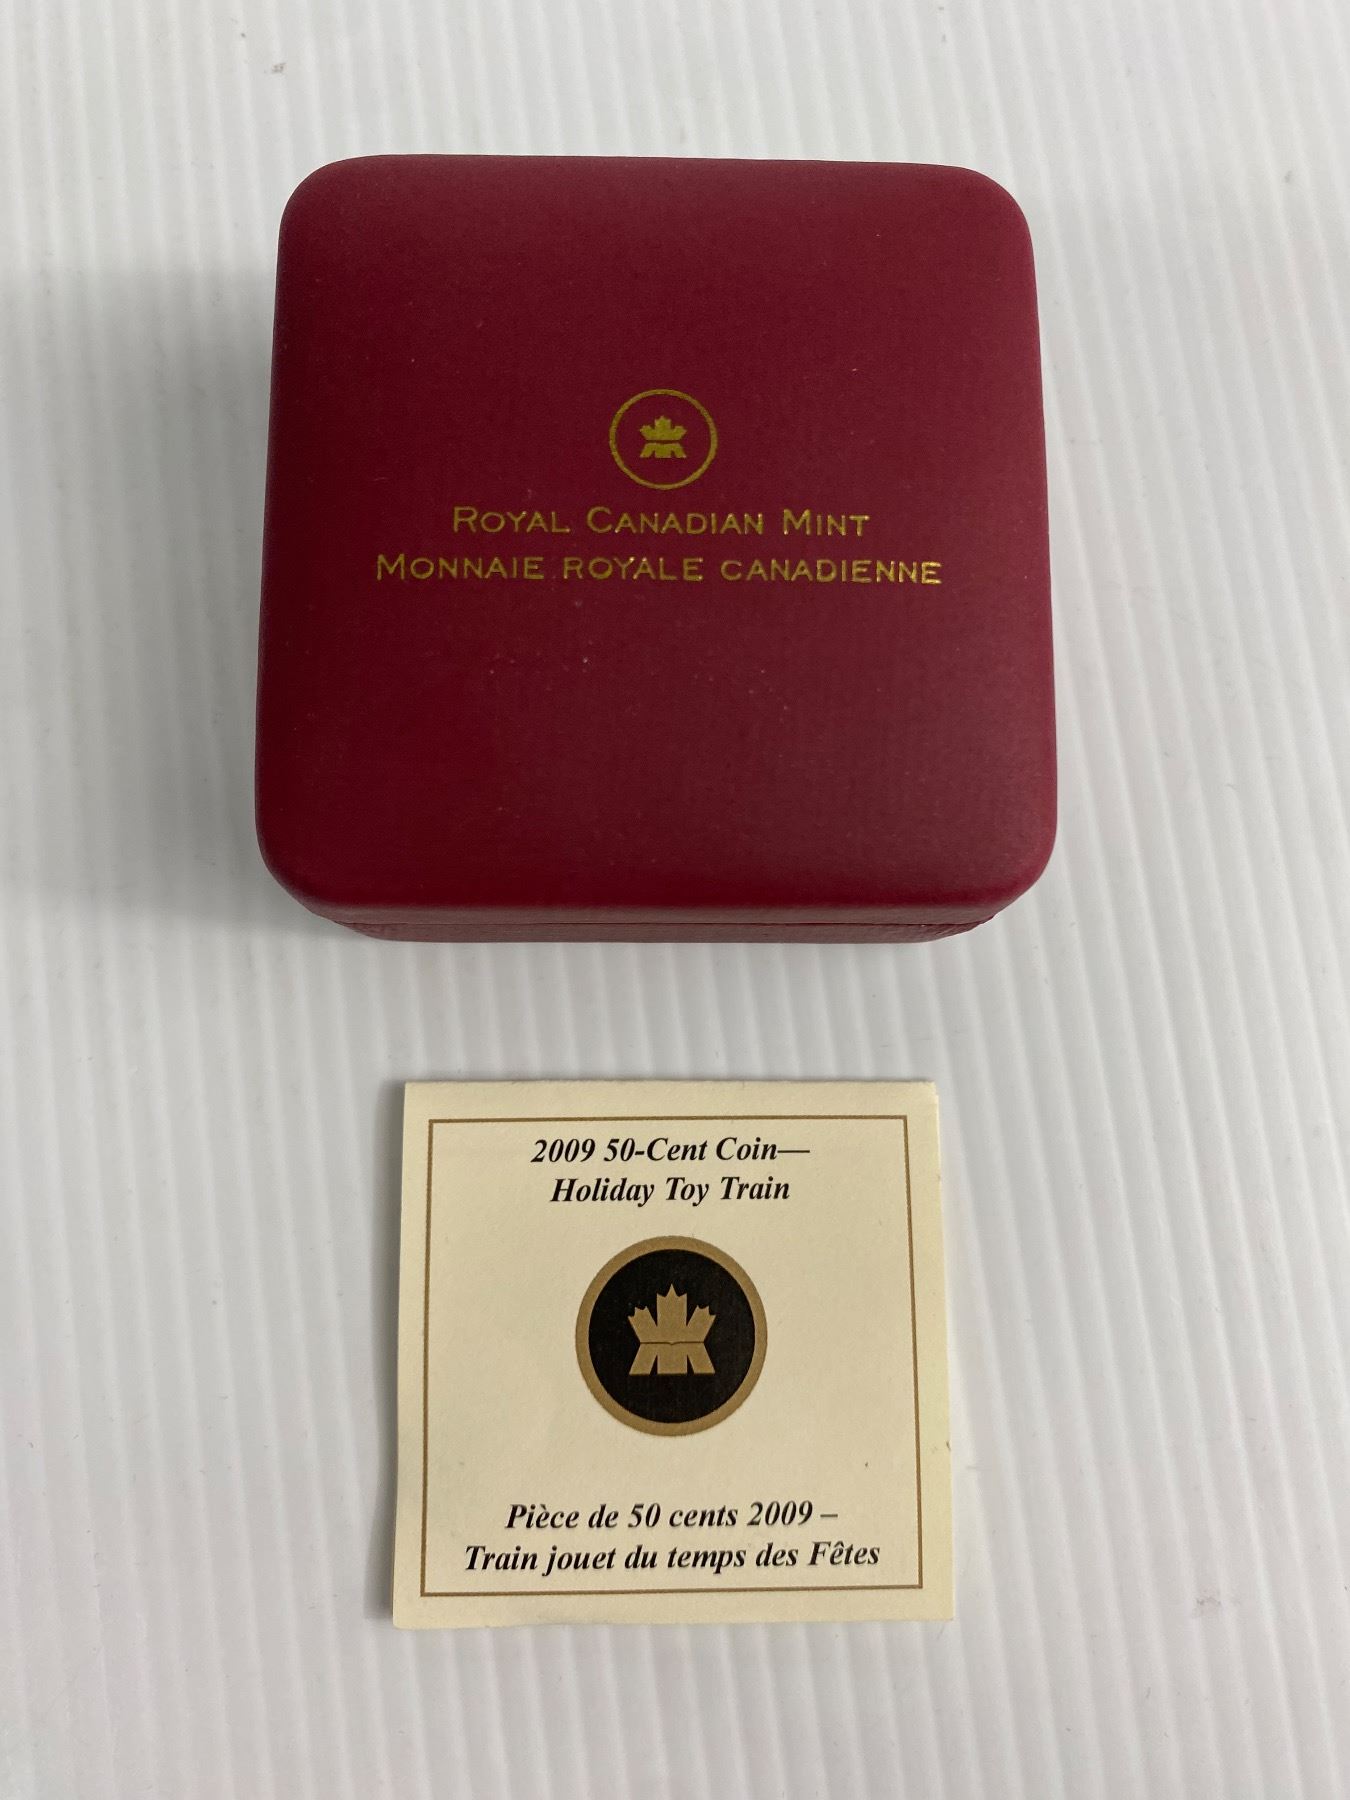 ROYAL CANADIAN MINT
MONNAIE ROYALE CANADIENNE
2009 50-Cent Coin—
Holiday Toy Train
Pièce de 50 cents 2009 –
Train jouet du temps des Fêtes